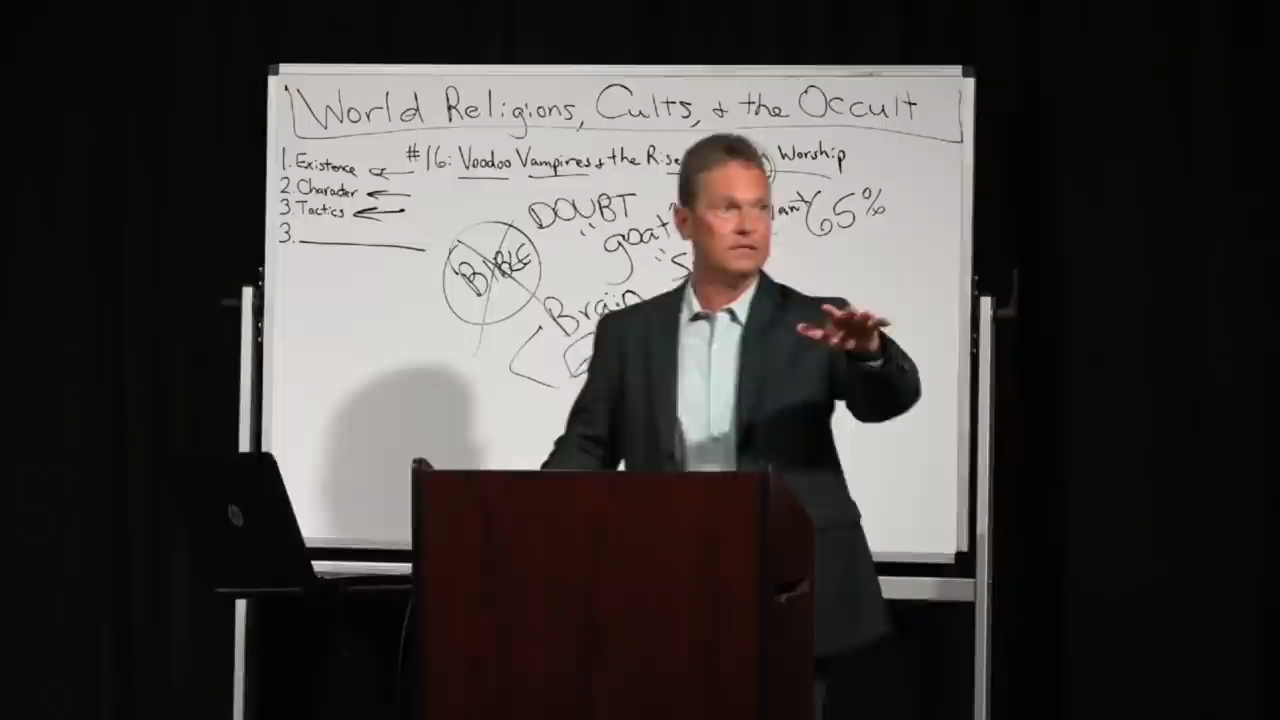 World Religions, Cults, & the Occult
#16: Voodoo Vampires & the Rise Worship
1. Existence
2. Character
3. Tactics
3.
DOUBT
65%
goat
BIBLE
Brain